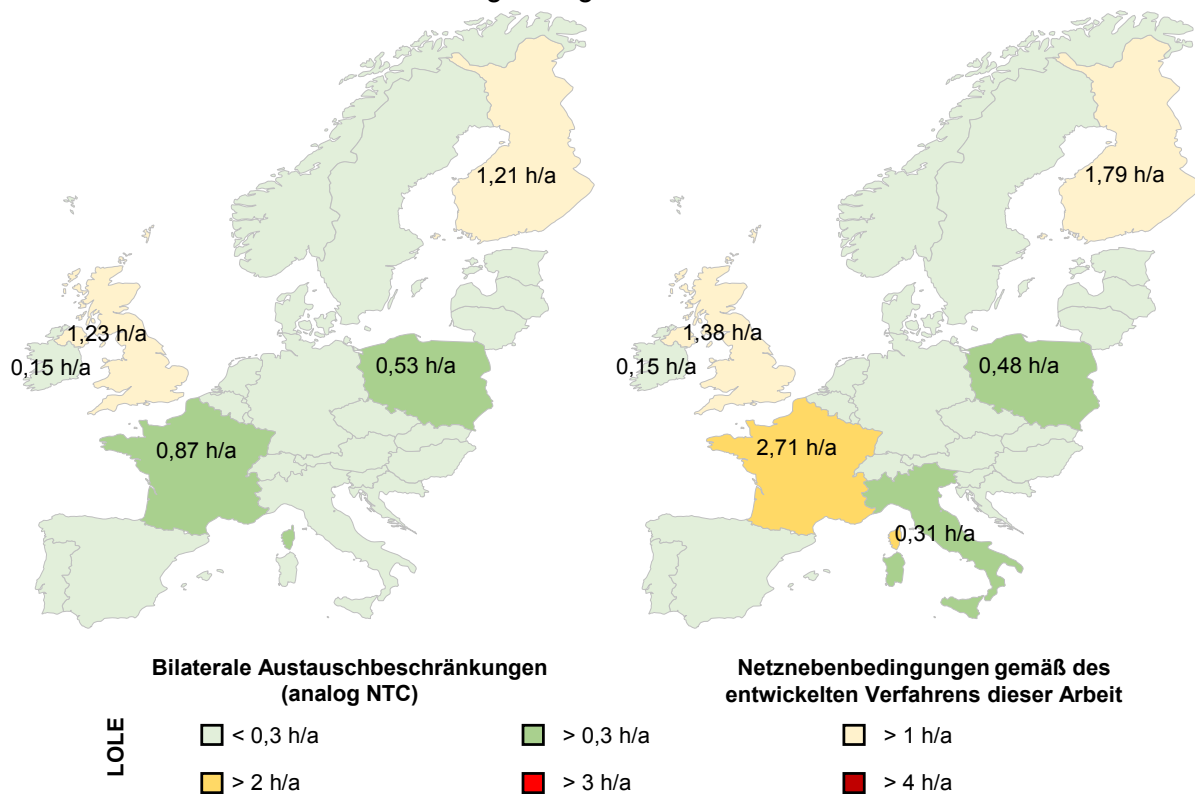 1,21 h/a
1,23 h/a
0,15 h/a
0,53 h/a
0,87 h/a
1,79 h/a
1,38 h/a
0,15 h/a
0,48 h/a
2,71 h/a
0,31 h/a
Bilaterale Austauschbeschränkungen
(analog NTC)
Netznebenbedingungen gemäß des
entwickelten Verfahrens dieser Arbeit
LOLE
< 0,3 h/a
> 0,3 h/a
> 1 h/a
> 2 h/a
> 3 h/a
> 4 h/a